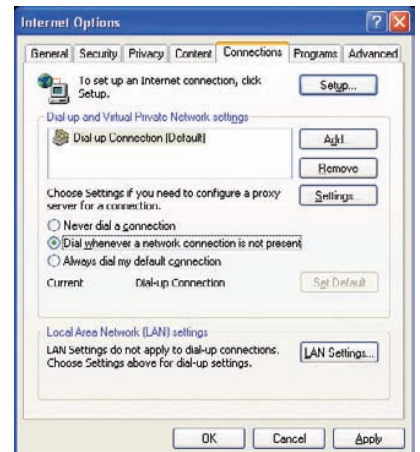 Internet Options
General Security Privacy Content Connections Programs Advanced
To set up an Internet connection, click
Setup.
Setup...
Dial-up and Virtual Private Network settings
Dial-up Connection (Default)
Add...
Remove
Choose Settings if you need to configure a proxy
server for a connection.
Settings...
Never dial a connection
Dial whenever a network connection is not present
Always dial my default connection
Current Dial-up Connection
Set Default
Local Area Network (LAN) settings
LAN Settings do not apply to dial-up connections.
Choose Settings above for dial-up settings.
LAN Settings...
OK Cancel Apply